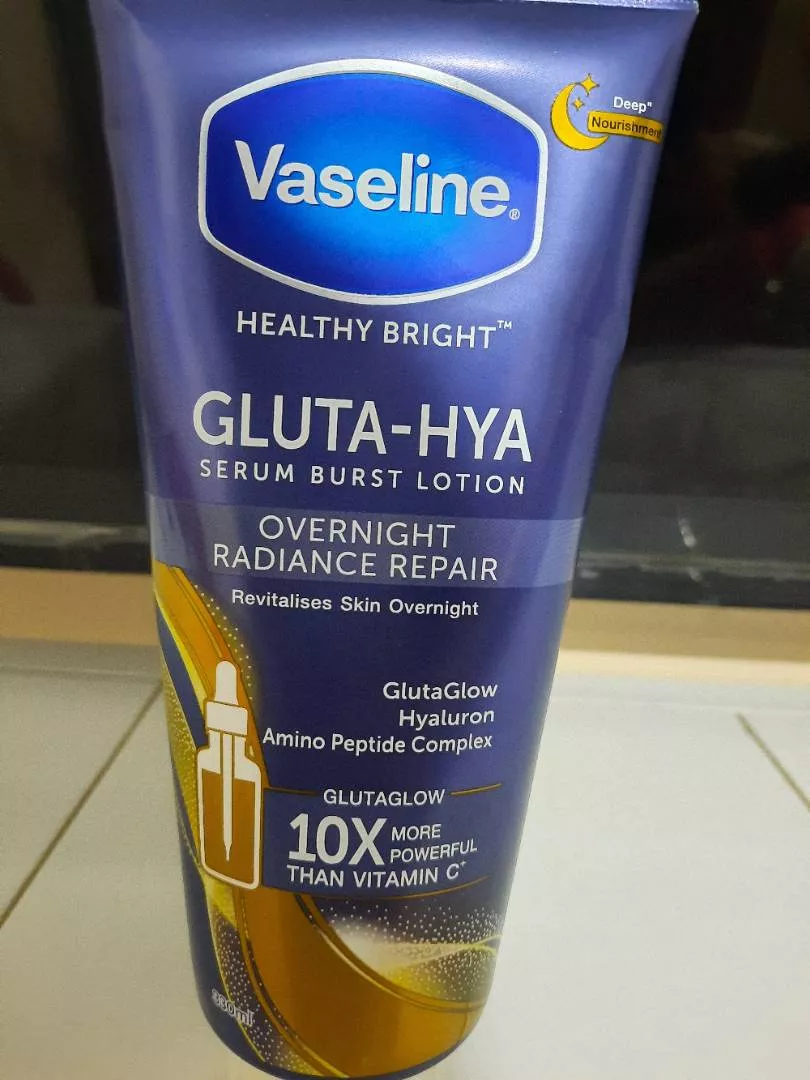 Deep"
Nourishment
Vaseline®
HEALTHY BRIGHT™
GLUTA-HYA
SERUM BURST LOTION
OVERNIGHT
RADIANCE REPAIR
Revitalises Skin Overnight
GlutaGlow
Hyaluron
Amino Peptide Complex
GLUTAGLOW
10X MORE
POWERFUL
THAN VITAMIN C⁺
330ml